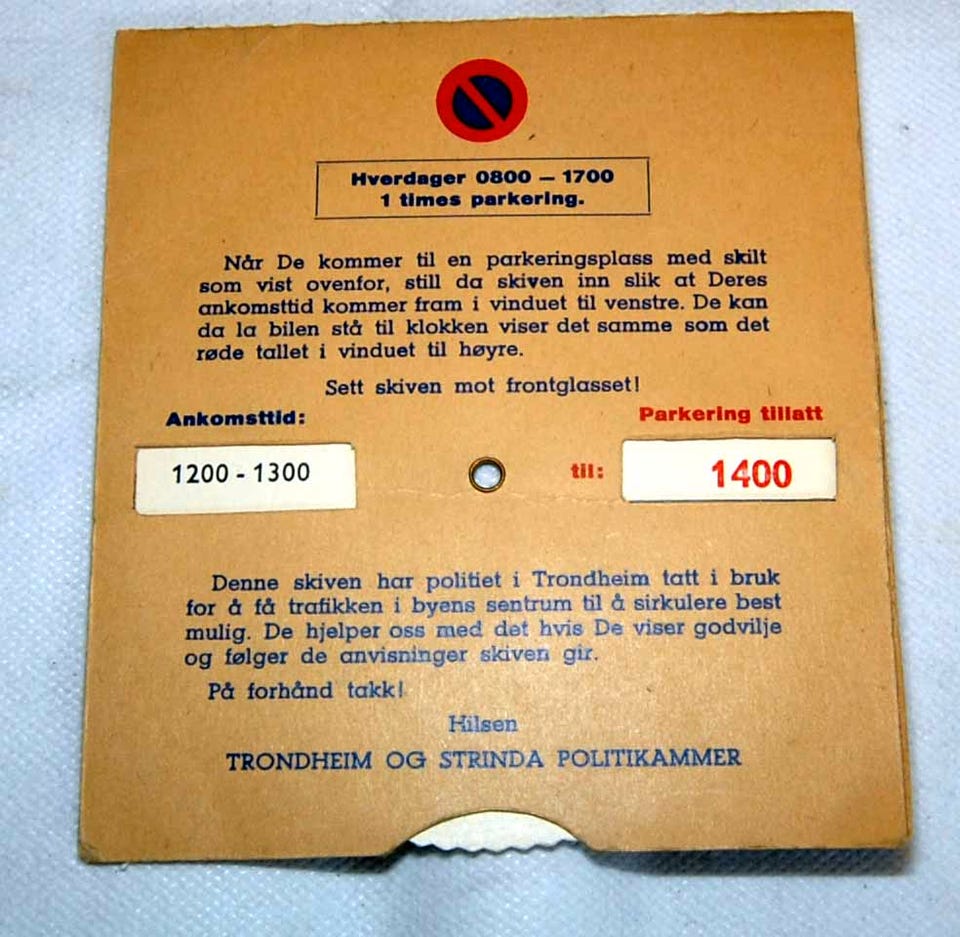 Hverdager 0800 — 1700
1 times parkering.
Når De kommer til en parkeringsplass med skilt
som vist ovenfor, still da skiven inn slik at Deres
ankomsttid kommer fram i vinduet til venstre. De kan
da la bilen stå til klokken viser det samme som det
røde tallet i vinduet til høyre.
Sett skiven mot frontglasset!
Ankomsttid:
Parkering tillatt
1200 - 1300
til:
1400
Denne skiven har politiet i Trondheim tatt i bruk
for å få trafikken i byens sentrum til å sirkulere best
mulig. De hjelper oss med det hvis De viser godvilje
og følger de anvisninger skiven gir.
På forhånd takk!
Hilsen
TRONDHEIM OG STRINDA POLITIKAMMER